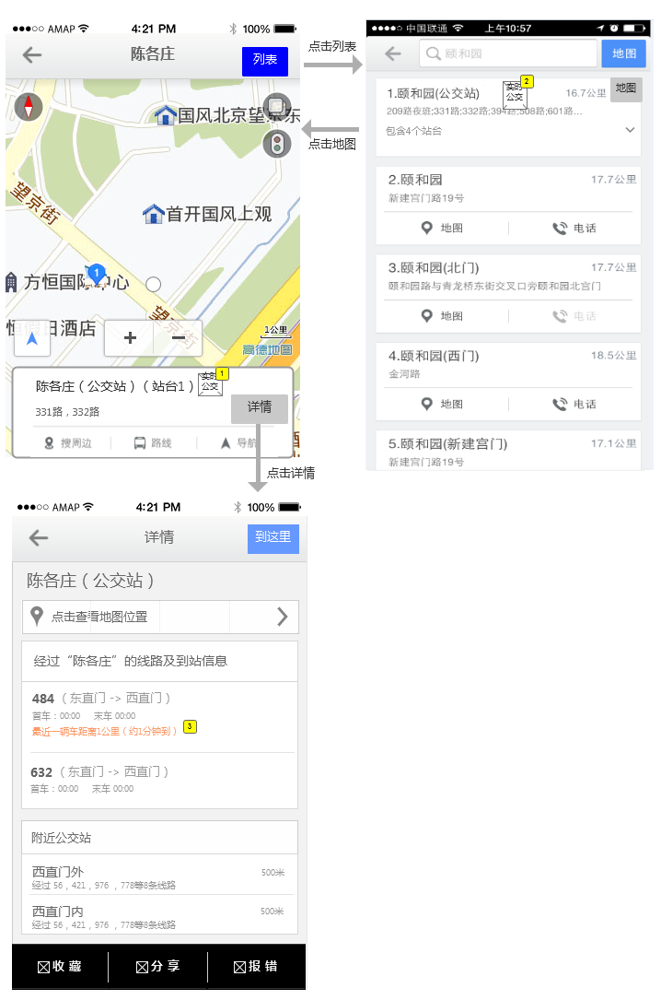 AMAP
4:21 PM
100%
陈各庄
列表
国风北京望京东
望京街
首开国风上观
1
方恒国际中心
望京街
恒假日酒店
+
−
1公里
高德地图
陈各庄（公交站）（站台1）
实时
公交
1
331路，332路
详情
搜周边
路线
导航
点击列表
点击地图
点击详情
中国联通
上午10:57
颐和园
地图
1.颐和园(公交站)
实时
公交
2
16.7公里
地图
209路夜班;331路;332路;394路;508路;601路...
包含4个站台
2.颐和园
17.7公里
新建宫门路19号
地图
电话
3.颐和园(北门)
17.7公里
颐和园路与青龙桥东街交叉口旁颐和园北宫门
地图
电话
4.颐和园(西门)
18.5公里
金河路
地图
电话
5.颐和园(新建宫门)
17.1公里
新建宫门路19号
AMAP
4:21 PM
100%
详情
到这里
陈各庄（公交站）
点击查看地图位置
经过“陈各庄”的线路及到站信息
484（东直门 -> 西直门）
首车：00:00 末车 00:00
最近一辆车距离1公里（约1分钟到）
3
632（东直门 -> 西直门）
首车：00:00 末车 00:00
附近公交站
西直门外
500米
经过 56，421，976 ，778等8条线路
西直门内
500米
经过 56，421，976 ，778等8条线路
收 藏
分 享
报 错